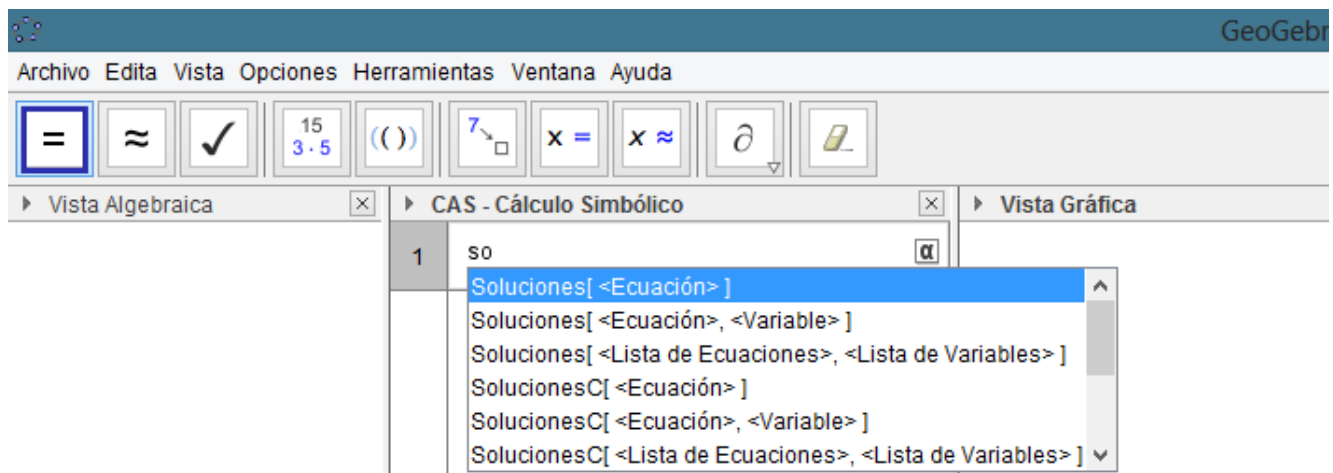 GeoGebr
Archivo Edita Vista Opciones Herramientas Ventana Ayuda
= ≈ ✓ 15 (( )) 7 x = x ≈ ∂
3 · 5
Vista Algebraica CAS - Cálculo Simbólico Vista Gráfica
1 so α
Soluciones[ <Ecuación> ]
Soluciones[ <Ecuación>, <Variable> ]
Soluciones[ <Lista de Ecuaciones>, <Lista de Variables> ]
SolucionesC[ <Ecuación> ]
SolucionesC[ <Ecuación>, <Variable> ]
SolucionesC[ <Lista de Ecuaciones>, <Lista de Variables> ]